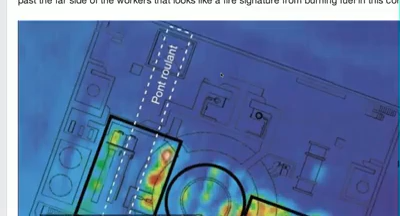 past the far side of the workers that looks like a fire signature from burning fuel in this
Pont roulant